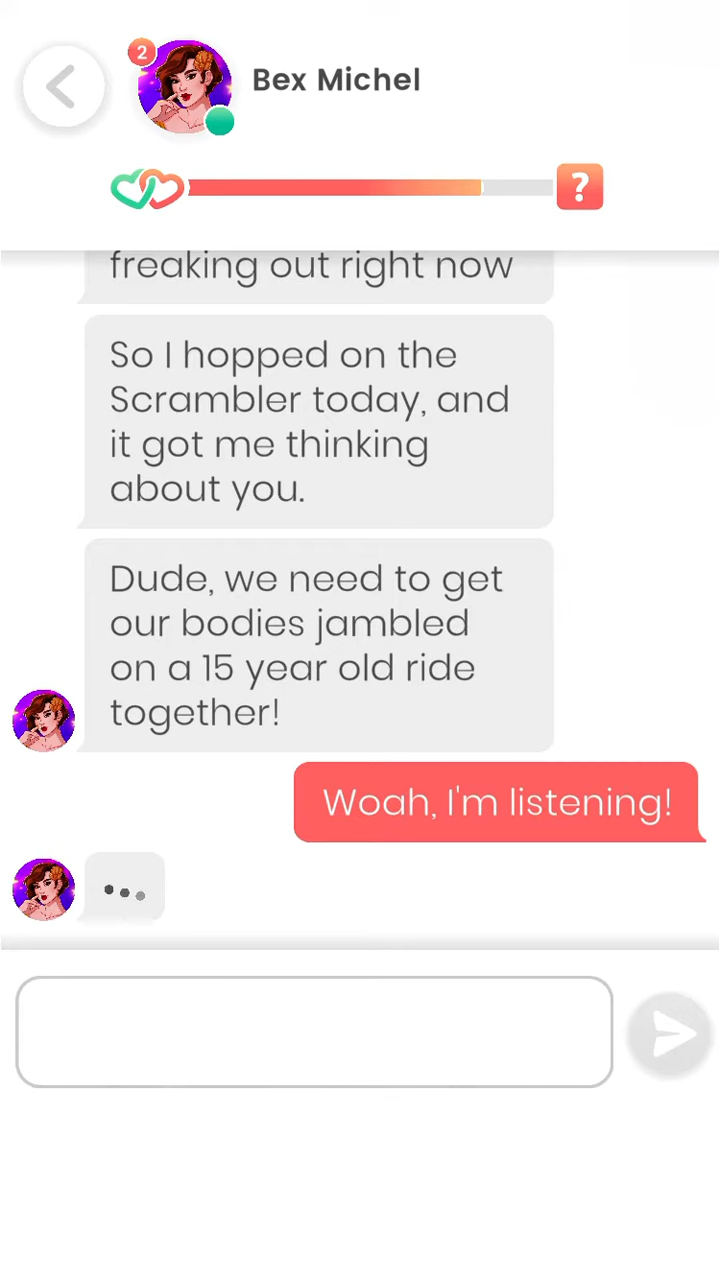 2
Bex Michel
?
freaking out right now
So I hopped on the
Scrambler today, and
it got me thinking
about you.
Dude, we need to get
our bodies jambled
on a 15 year old ride
together!
Woah, I'm listening!